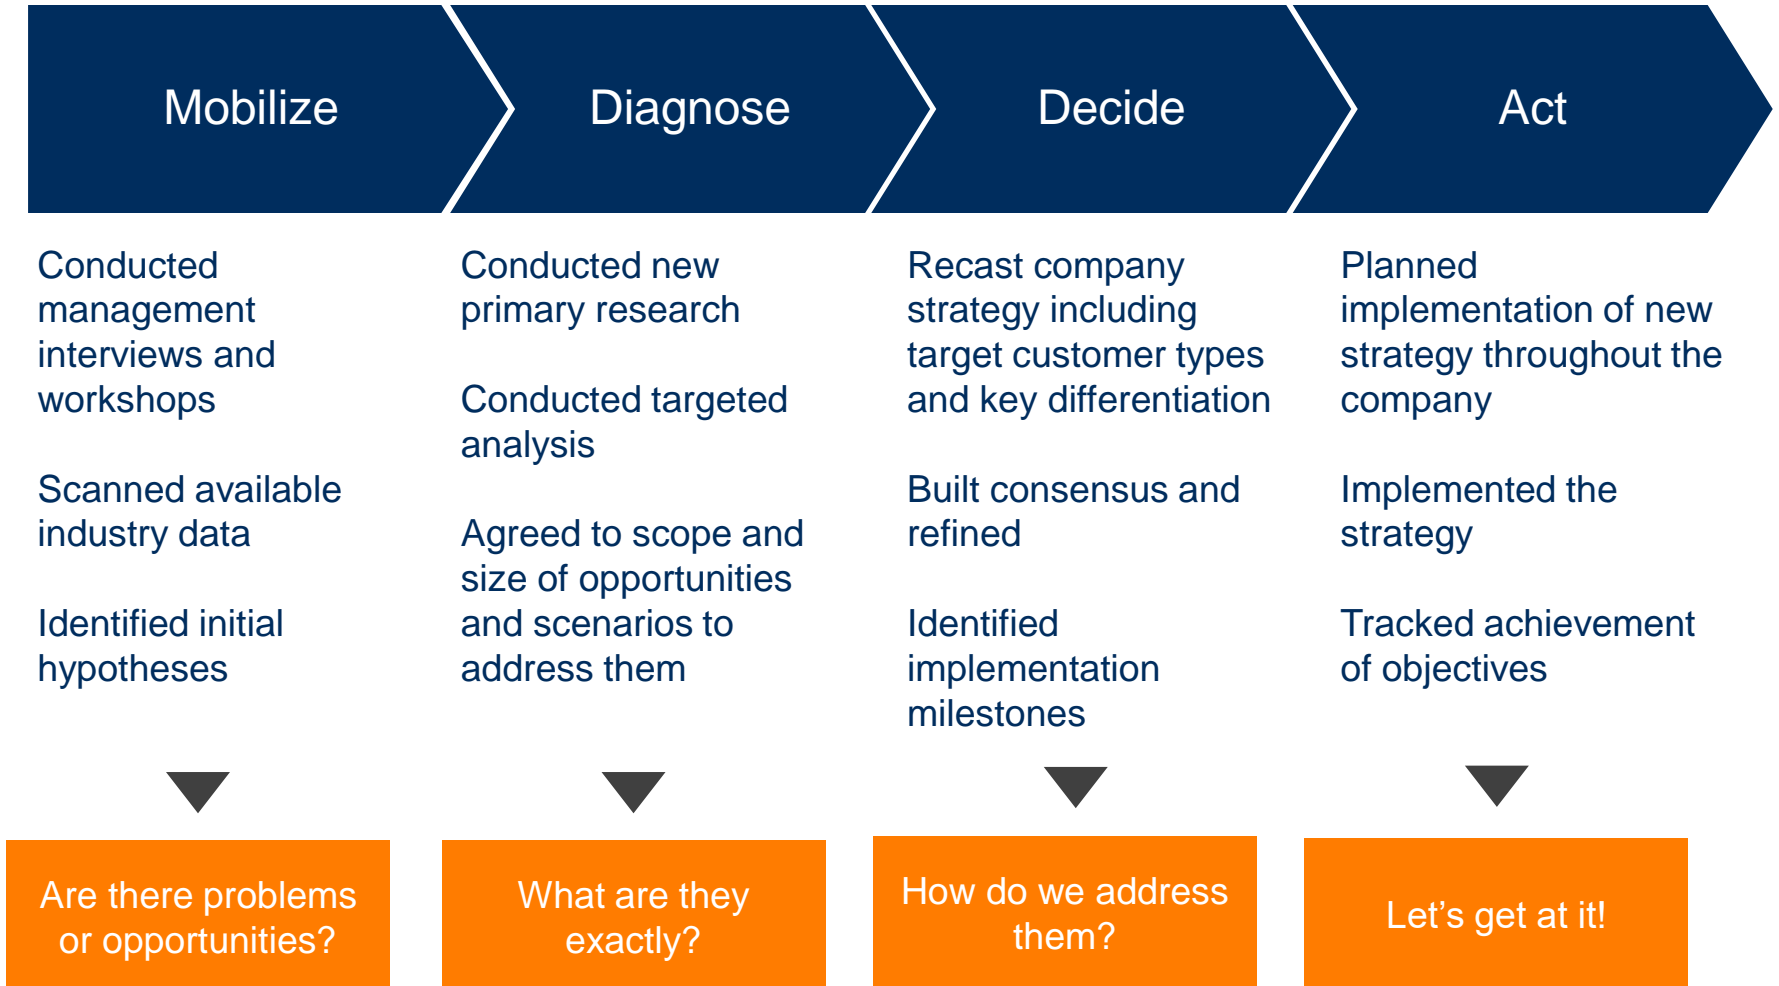 Mobilize
Diagnose
Decide
Act
Conducted
management
interviews and
workshops
Scanned available
industry data
Identified initial
hypotheses
Conducted new
primary research
Conducted targeted
analysis
Agreed to scope and
size of opportunities
and scenarios to
address them
Recast company
strategy including
target customer types
and key differentiation
Built consensus and
refined
Identified
implementation
milestones
Planned
implementation of new
strategy throughout the
company
Implemented the
strategy
Tracked achievement
of objectives
Are there problems
or opportunities?
What are they
exactly?
How do we address
them?
Let’s get at it!